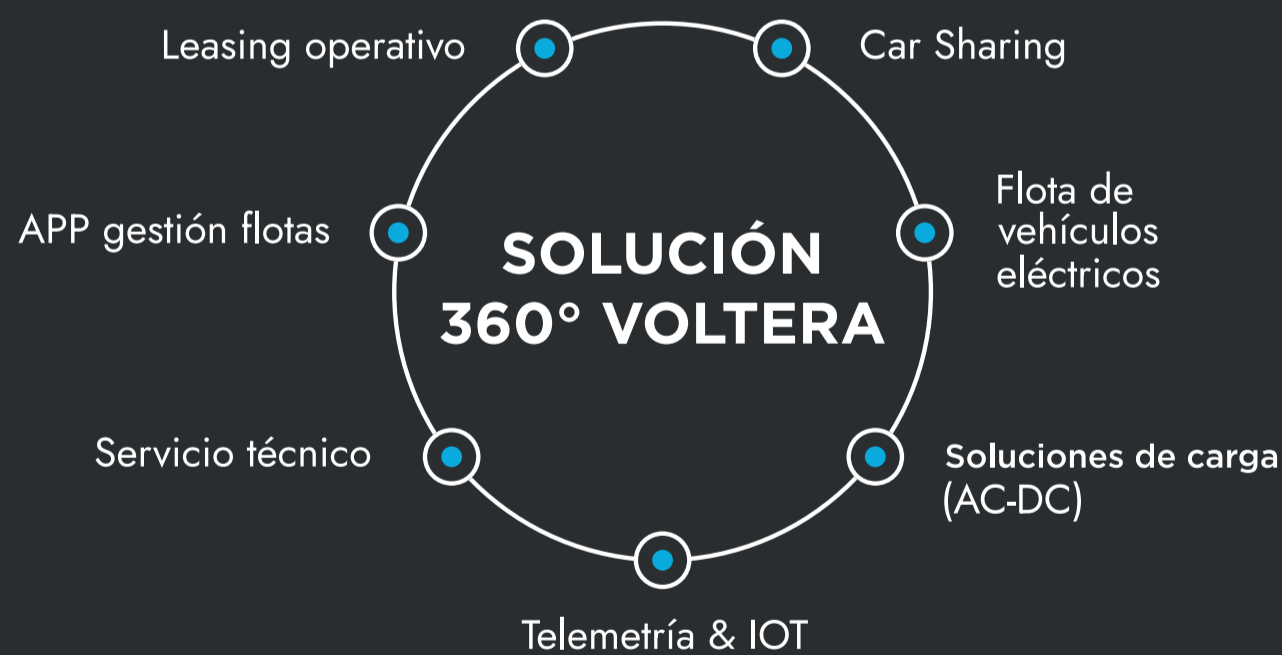 Leasing operativo
Car Sharing
APP gestión flotas
Flota de
vehículos
eléctricos
SOLUCIÓN
360° VOLTERA
Servicio técnico
Soluciones de carga
(AC-DC)
Telemetría & IOT